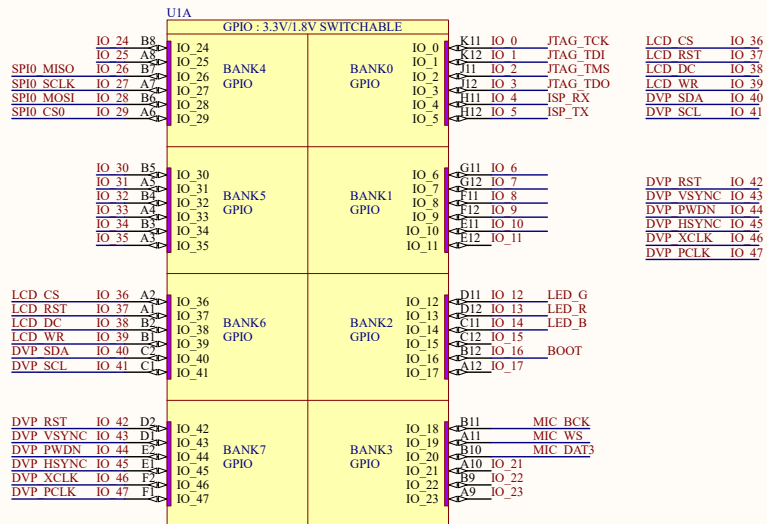 U1A
GPIO : 3.3V/1.8V SWITCHABLE
IO_24 B8 IO_24
IO_25 A8 IO_25
SPI0_MISO IO_26 B7 IO_26
SPI0_SCLK IO_27 A7 IO_27
SPI0_MOSI IO_28 B6 IO_28
SPI0_CS0 IO_29 A6 IO_29
BANK4
GPIO
IO_30 B5 IO_30
IO_31 A5 IO_31
IO_32 B4 IO_32
IO_33 A4 IO_33
IO_34 B3 IO_34
IO_35 A3 IO_35
BANK5
GPIO
LCD_CS IO_36 A2 IO_36
LCD_RST IO_37 A1 IO_37
LCD_DC IO_38 B2 IO_38
LCD_WR IO_39 B1 IO_39
DVP_SDA IO_40 C2 IO_40
DVP_SCL IO_41 C1 IO_41
BANK6
GPIO
DVP_RST IO_42 D2 IO_42
DVP_VSYNC IO_43 D1 IO_43
DVP_PWDN IO_44 E2 IO_44
DVP_HSYNC IO_45 E1 IO_45
DVP_XCLK IO_46 F2 IO_46
DVP_PCLK IO_47 F1 IO_47
BANK7
GPIO
BANK0
GPIO
IO_0 K11 IO_0 JTAG_TCK
IO_1 K12 IO_1 JTAG_TDI
IO_2 J11 IO_2 JTAG_TMS
IO_3 J12 IO_3 JTAG_TDO
IO_4 H11 IO_4 ISP_RX
IO_5 H12 IO_5 ISP_TX
BANK1
GPIO
IO_6 G11 IO_6
IO_7 G12 IO_7
IO_8 F11 IO_8
IO_9 F12 IO_9
IO_10 E11 IO_10
IO_11 E12 IO_11
BANK2
GPIO
IO_12 D11 IO_12 LED_G
IO_13 D12 IO_13 LED_R
IO_14 C11 IO_14 LED_B
IO_15 C12 IO_15
IO_16 B12 IO_16 BOOT
IO_17 A12 IO_17
BANK3
GPIO
IO_18 B11 MIC_BCK
IO_19 A11 MIC_WS
IO_20 B10 MIC_DAT3
IO_21 A10 IO_21
IO_22 B9 IO_22
IO_23 A9 IO_23
LCD_CS IO_36
LCD_RST IO_37
LCD_DC IO_38
LCD_WR IO_39
DVP_SDA IO_40
DVP_SCL IO_41
DVP_RST IO_42
DVP_VSYNC IO_43
DVP_PWDN IO_44
DVP_HSYNC IO_45
DVP_XCLK IO_46
DVP_PCLK IO_47